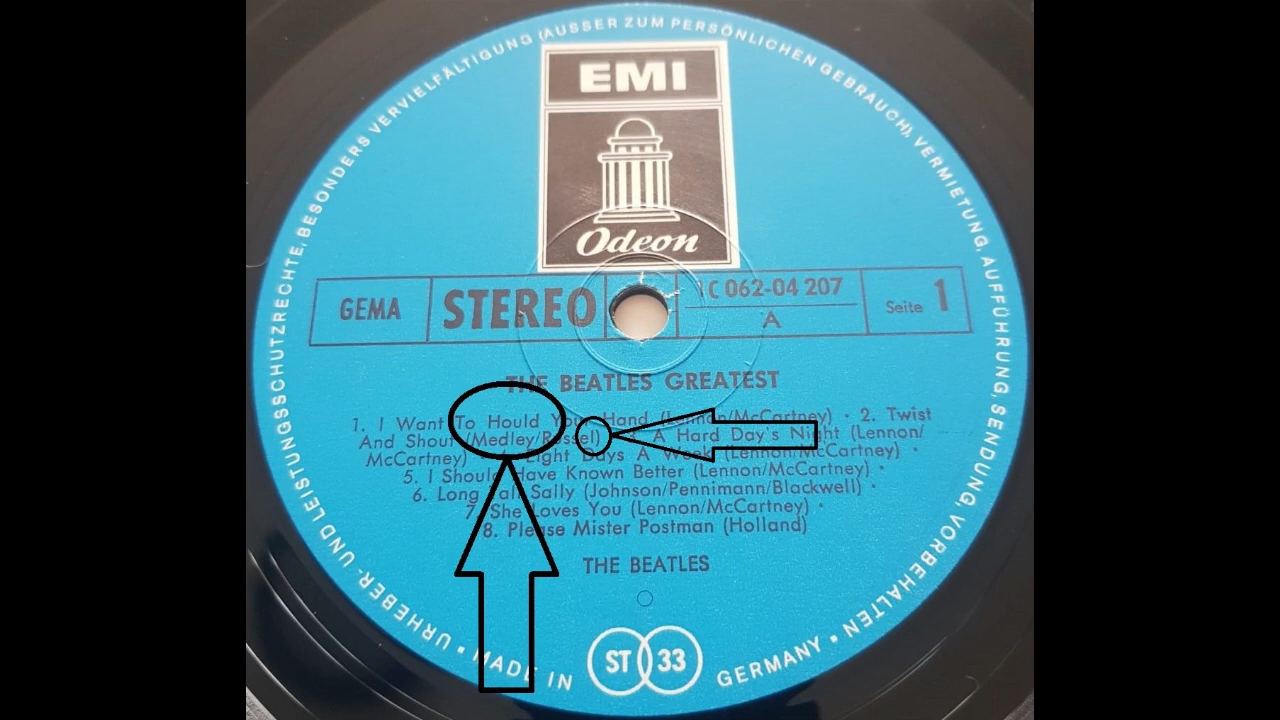 URHEBER- UND LEISTUNGSSCHUTZRECHTE, BESONDERS VERVIELFÄLTIGUNG (AUSSER ZUM PERSÖNLICHEN GEBRAUCH), VERMIETUNG, AUFFÜHRUNG, SENDUNG, VORBEHALTEN
EMI
Odeon
GEMA STEREO 1C 062-04 207 Seite 1
A
THE BEATLES GREATEST
1. I Want To Hould Your Hand (Lennon/McCartney) · 2. Twist
And Shout (Medley/Russel) A Hard Day's Night (Lennon/
McCartney) Eight Days A Week (Lennon/McCartney) ·
5. I Should Have Known Better (Lennon/McCartney) ·
6. Long Tall Sally (Johnson/Pennimann/Blackwell) ·
7. She Loves You (Lennon/McCartney) ·
8. Please Mister Postman (Holland)
THE BEATLES
MADE IN ST 33 GERMANY